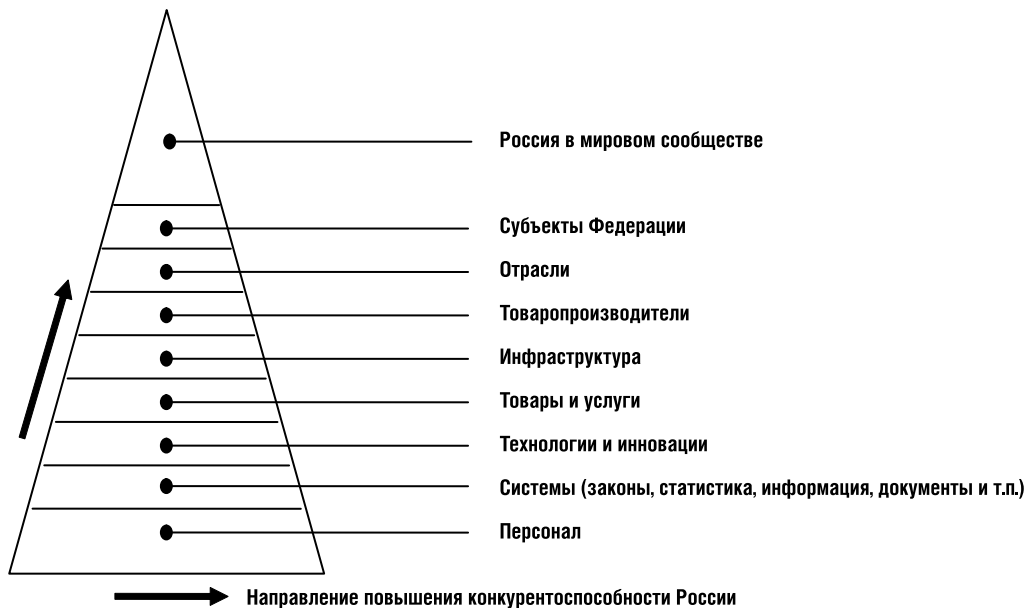 Россия в мировом сообществе
Субъекты Федерации
Отрасли
Товаропроизводители
Инфраструктура
Товары и услуги
Технологии и инновации
Системы (законы, статистика, информация, документы и т.п.)
Персонал
Направление повышения конкурентоспособности России